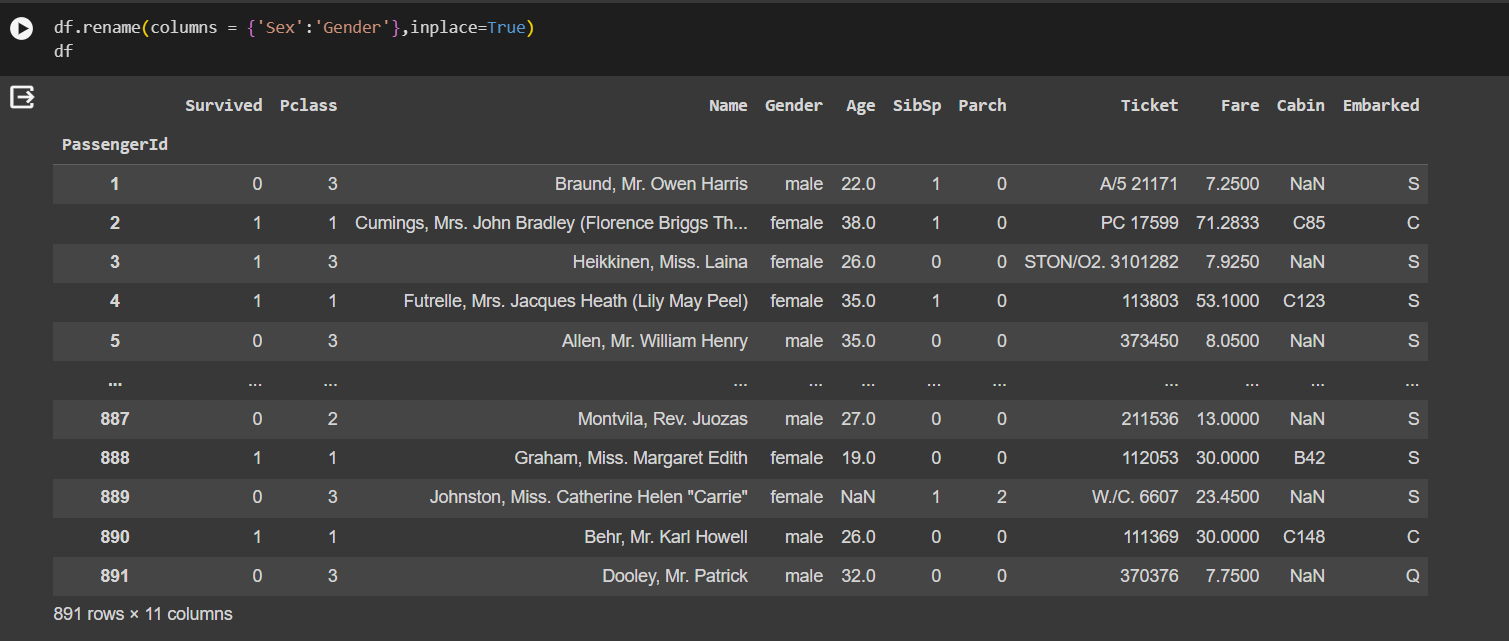 df.rename(columns = {'Sex':'Gender'},inplace=True)
df
Survived Pclass Name Gender Age SibSp Parch Ticket Fare Cabin Embarked
PassengerId
1 0 3 Braund, Mr. Owen Harris male 22.0 1 0 A/5 21171 7.2500 NaN S
2 1 1 Cumings, Mrs. John Bradley (Florence Briggs Th... female 38.0 1 0 PC 17599 71.2833 C85 C
3 1 3 Heikkinen, Miss. Laina female 26.0 0 0 STON/O2. 3101282 7.9250 NaN S
4 1 1 Futrelle, Mrs. Jacques Heath (Lily May Peel) female 35.0 1 0 113803 53.1000 C123 S
5 0 3 Allen, Mr. William Henry male 35.0 0 0 373450 8.0500 NaN S
... ... ... ... ... ... ... ... ... ... ... ...
887 0 2 Montvila, Rev. Juozas male 27.0 0 0 211536 13.0000 NaN S
888 1 1 Graham, Miss. Margaret Edith female 19.0 0 0 112053 30.0000 B42 S
889 0 3 Johnston, Miss. Catherine Helen "Carrie" female NaN 1 2 W./C. 6607 23.4500 NaN S
890 1 1 Behr, Mr. Karl Howell male 26.0 0 0 111369 30.0000 C148 C
891 0 3 Dooley, Mr. Patrick male 32.0 0 0 370376 7.7500 NaN Q
891 rows × 11 columns